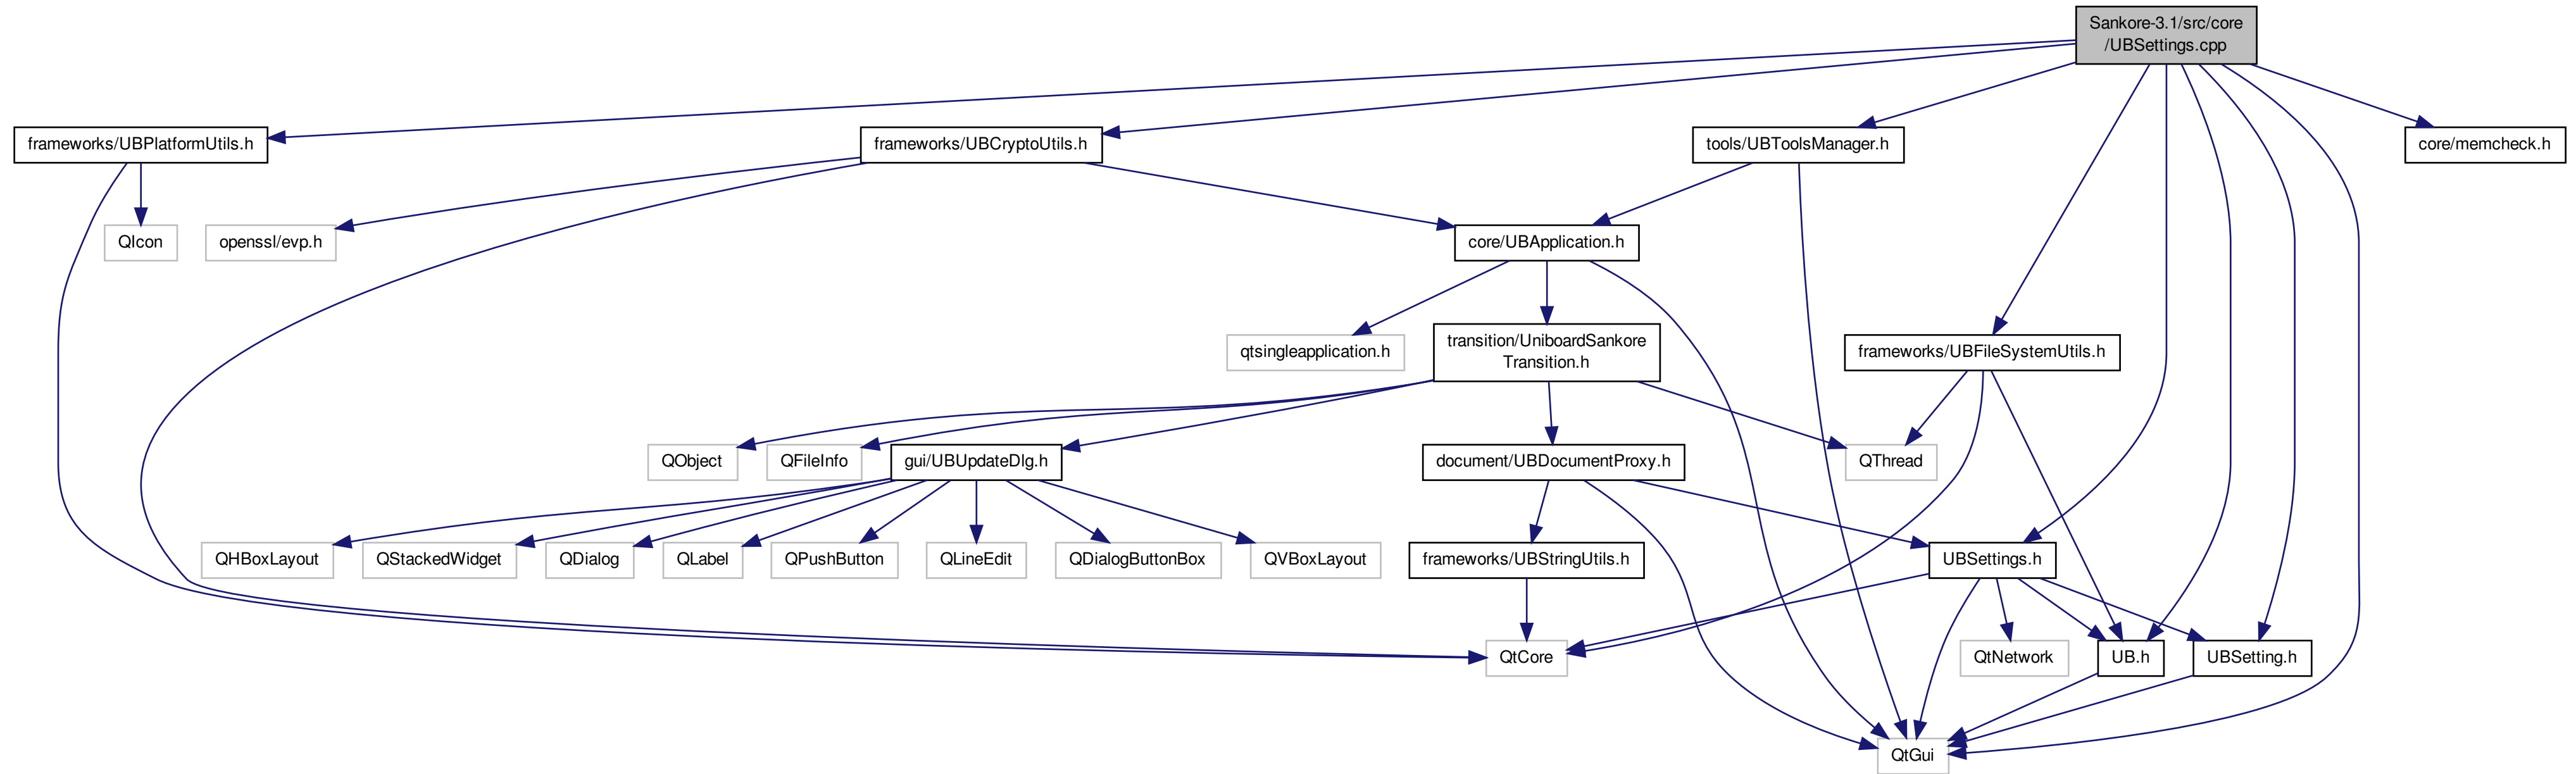 Sankore-3.1/src/core
/UBSettings.cpp
frameworks/UBPlatformUtils.h
frameworks/UBCryptoUtils.h
tools/UBToolsManager.h
core/memcheck.h
QIcon
openssl/evp.h
core/UBApplication.h
qtsingleapplication.h
transition/UniboardSankore
Transition.h
frameworks/UBFileSystemUtils.h
QObject
QFileInfo
gui/UBUpdateDlg.h
document/UBDocumentProxy.h
QThread
QHBoxLayout
QStackedWidget
QDialog
QLabel
QPushButton
QLineEdit
QDialogButtonBox
QVBoxLayout
frameworks/UBStringUtils.h
UBSettings.h
QtCore
QtNetwork
UB.h
UBSetting.h
QtGui